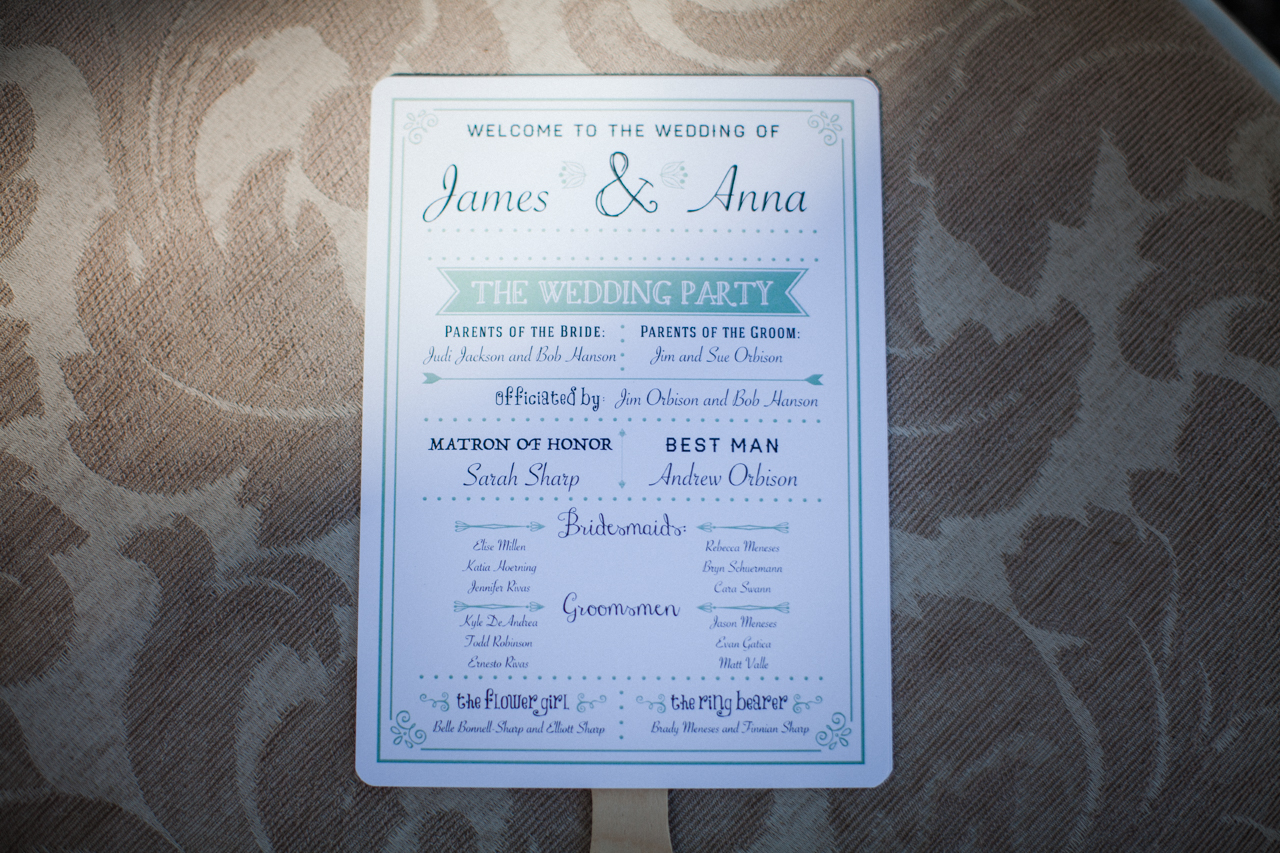 WELCOME TO THE WEDDING OF
James & Anna
THE WEDDING PARTY
PARENTS OF THE BRIDE:
Judi Jackson and Bob Hanson
PARENTS OF THE GROOM:
Jim and Sue Orbison
officiated by: Jim Orbison and Bob Hanson
MATRON OF HONOR
Sarah Sharp
BEST MAN
Andrew Orbison
Bridesmaids:
Elise Millen
Katia Hoerning
Jennifer Rivas
Rebecca Meneses
Bryn Schuermann
Cara Swann
Groomsmen
Kyle DeAndrea
Todd Robinson
Ernesto Rivas
Jason Meneses
Evan Gatica
Matt Valle
the flower girl
Belle Bonnell-Sharp and Elliott Sharp
the ring bearer
Brady Meneses and Finnian Sharp